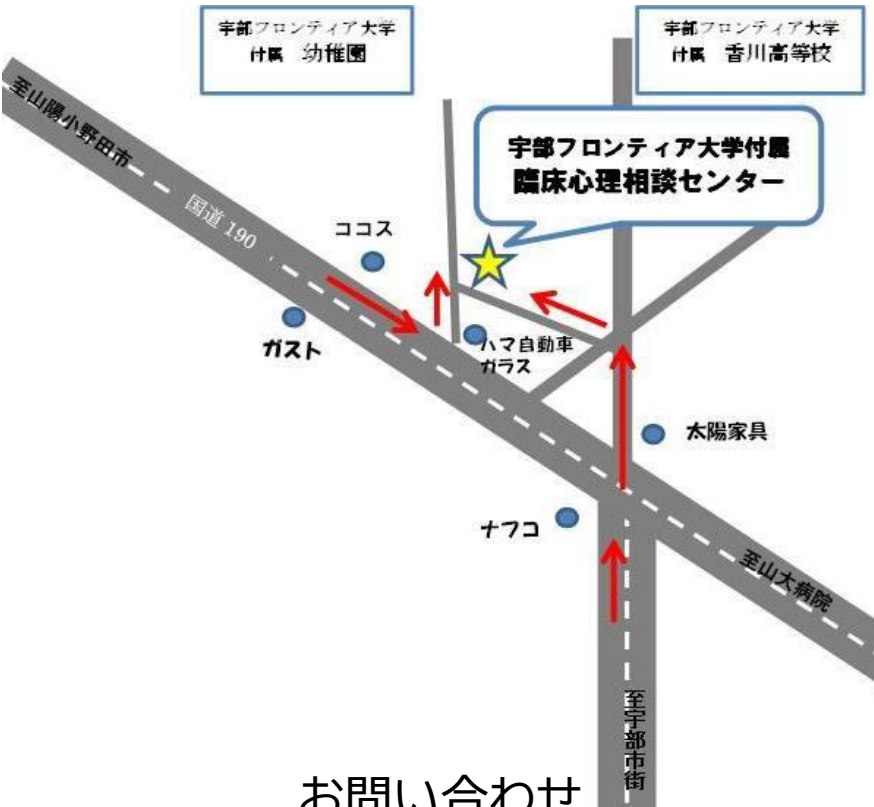 宇部フロンティア大学
付属 幼稚園
宇部フロンティア大学
付属 香川高等校
至山陽小野田市
宇部フロンティア大学付属
臨床心理相談センター
国道 190
ココス
ガスト
ハマ自動車
ガラス
太陽家具
ナフコ
至山大病院
至宇部市街
お問い合わせ